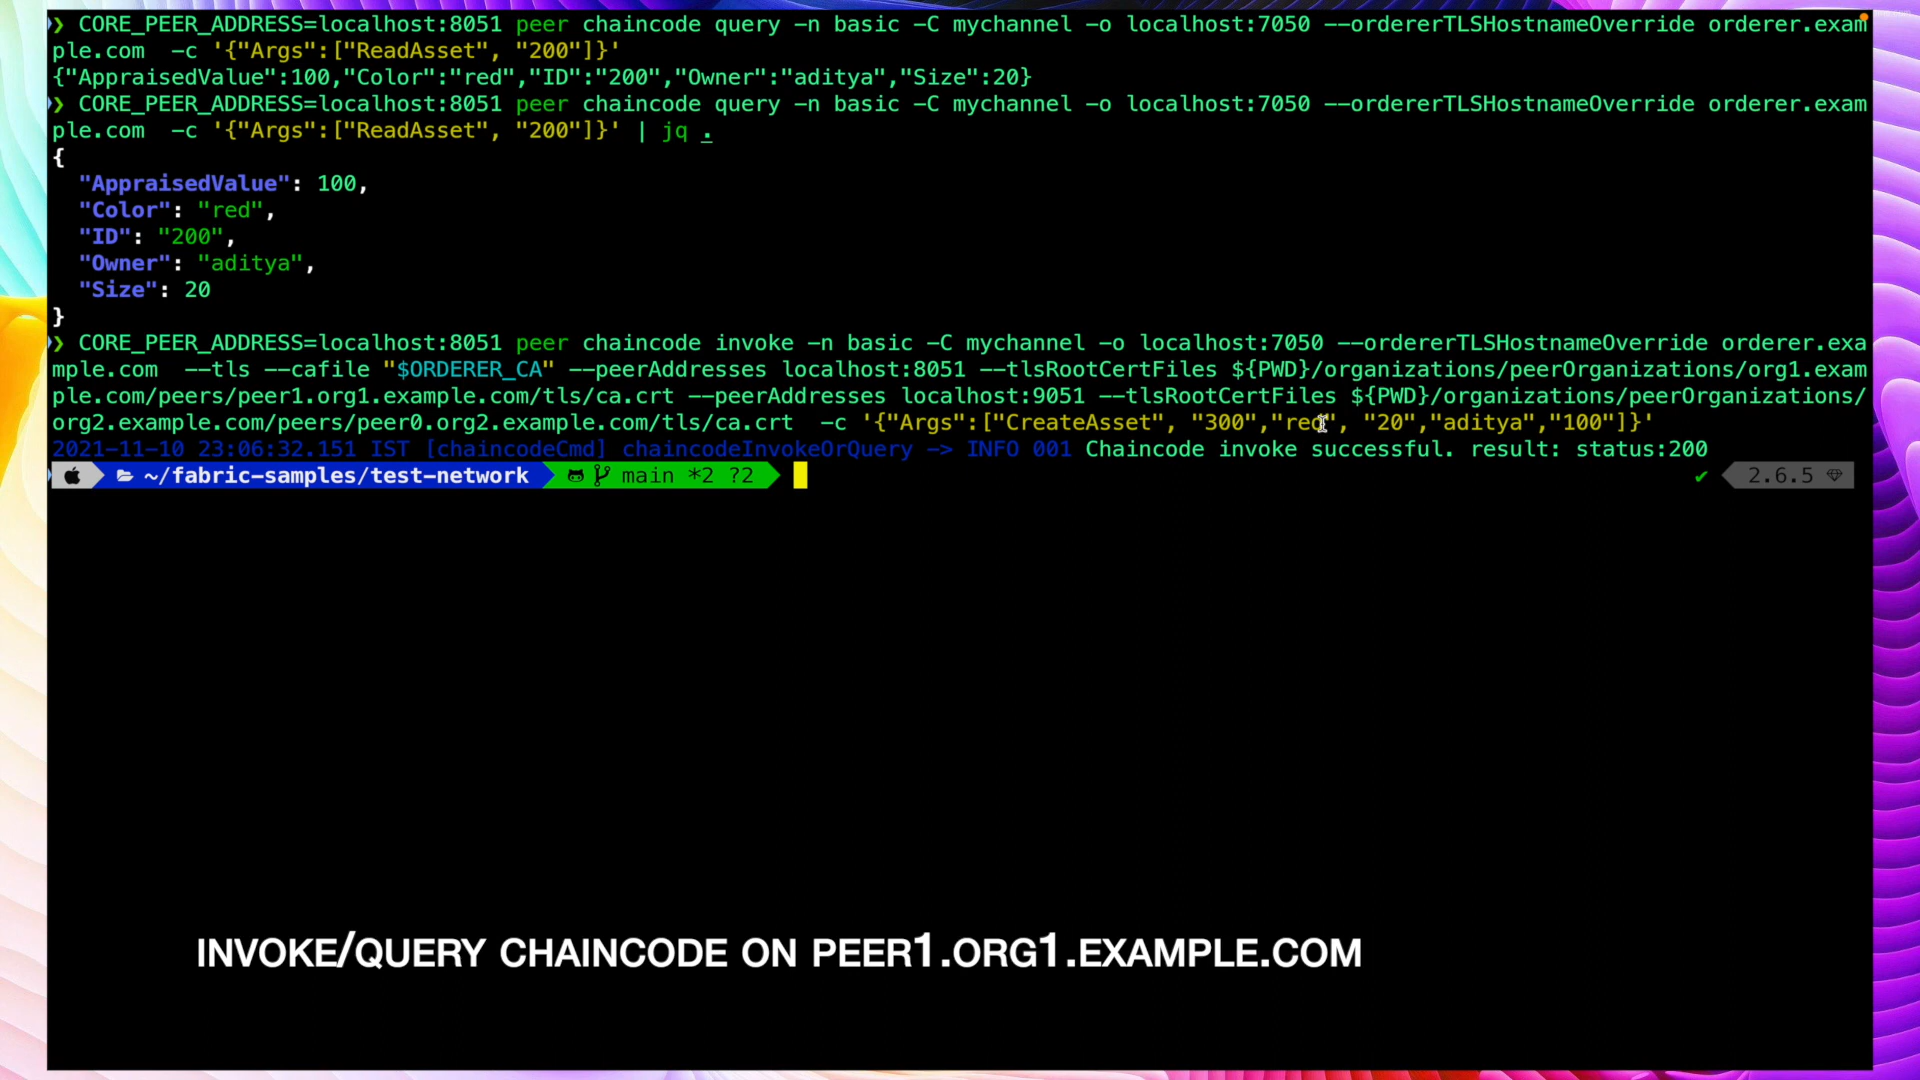 ❯ CORE_PEER_ADDRESS=localhost:8051 peer chaincode query -n basic -C mychannel -o localhost:7050 --ordererTLSHostnameOverride orderer.exam
ple.com  -c '{"Args":["ReadAsset", "200"]}'
{"AppraisedValue":100,"Color":"red","ID":"200","Owner":"aditya","Size":20}
❯ CORE_PEER_ADDRESS=localhost:8051 peer chaincode query -n basic -C mychannel -o localhost:7050 --ordererTLSHostnameOverride orderer.exam
ple.com  -c '{"Args":["ReadAsset", "200"]}' | jq .
{
  "AppraisedValue": 100,
  "Color": "red",
  "ID": "200",
  "Owner": "aditya",
  "Size": 20
}
❯ CORE_PEER_ADDRESS=localhost:8051 peer chaincode invoke -n basic -C mychannel -o localhost:7050 --ordererTLSHostnameOverride orderer.exa
mple.com  --tls --cafile "$ORDERER_CA" --peerAddresses localhost:8051 --tlsRootCertFiles ${PWD}/organizations/peerOrganizations/org1.exam
ple.com/peers/peer1.org1.example.com/tls/ca.crt --peerAddresses localhost:9051 --tlsRootCertFiles ${PWD}/organizations/peerOrganizations/
org2.example.com/peers/peer0.org2.example.com/tls/ca.crt  -c '{"Args":["CreateAsset", "300","red", "20","aditya","100"]}'
2021-11-10 23:06:32.151 IST [chaincodeCmd] chaincodeInvokeOrQuery -> INFO 001 Chaincode invoke successful. result: status:200
~/fabric-samples/test-network main *2 ?2 ✔ 2.6.5
INVOKE/QUERY CHAINCODE ON PEER1.ORG1.EXAMPLE.COM